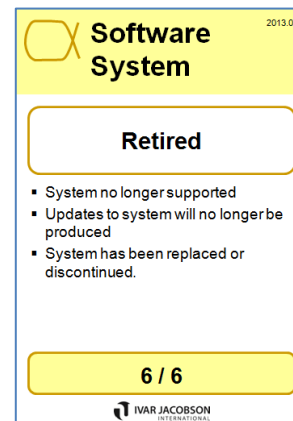 2013.0
Software
System
Retired
▪ System no longer supported
▪ Updates to system will no longer be
produced
▪ System has been replaced or
discontinued.
6 / 6
IVAR JACOBSON
INTERNATIONAL